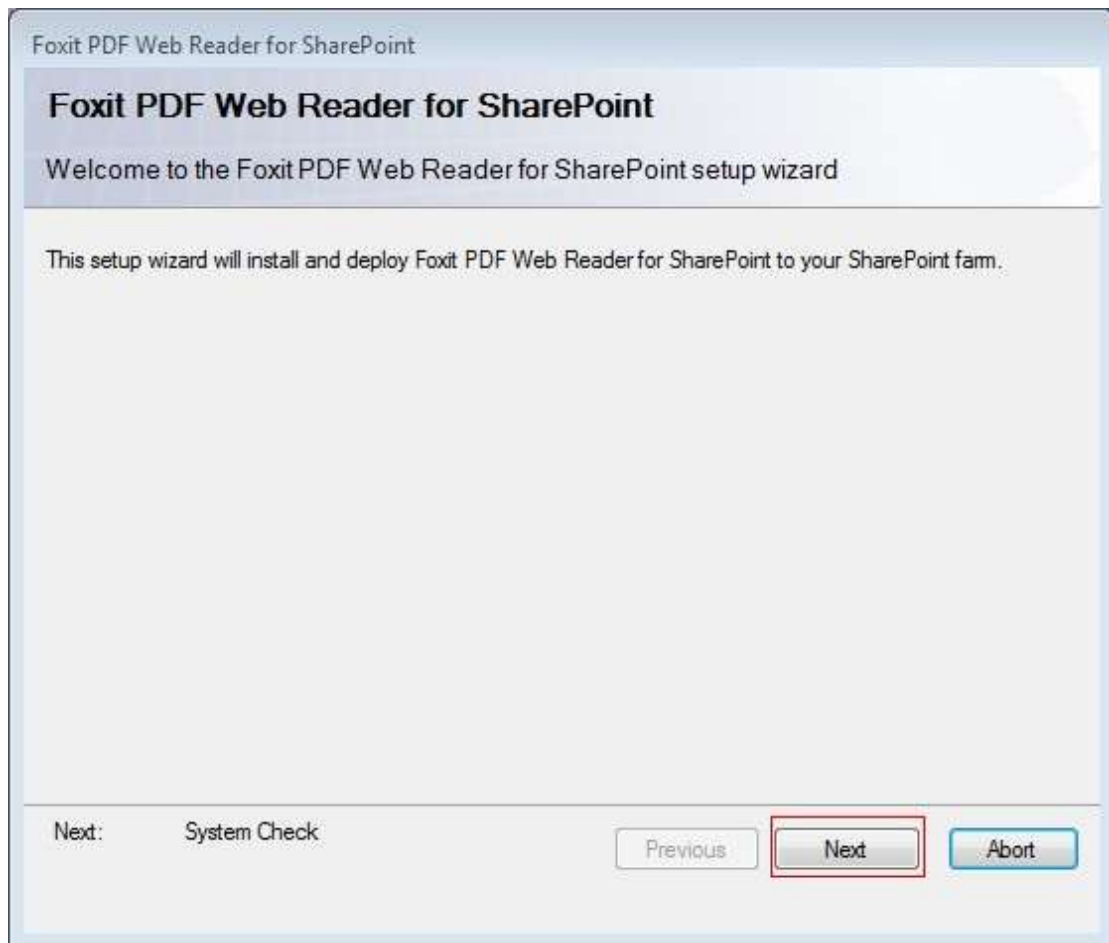 Foxit PDF Web Reader for SharePoint
Foxit PDF Web Reader for SharePoint
Welcome to the Foxit PDF Web Reader for SharePoint setup wizard
This setup wizard will install and deploy Foxit PDF Web Reader for SharePoint to your SharePoint farm.
Next: System Check
Previous Next Abort